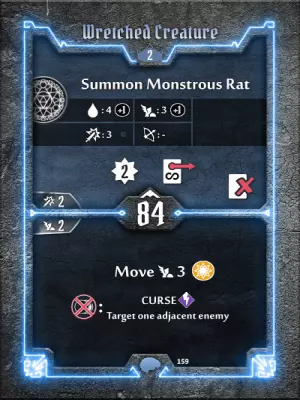 Wretched Creature
2
Summon Monstrous Rat
: 4 +1 : 3 +1
: 3 : -
2 S
2
2
84
Move 3
: CURSE
Target one adjacent enemy
159